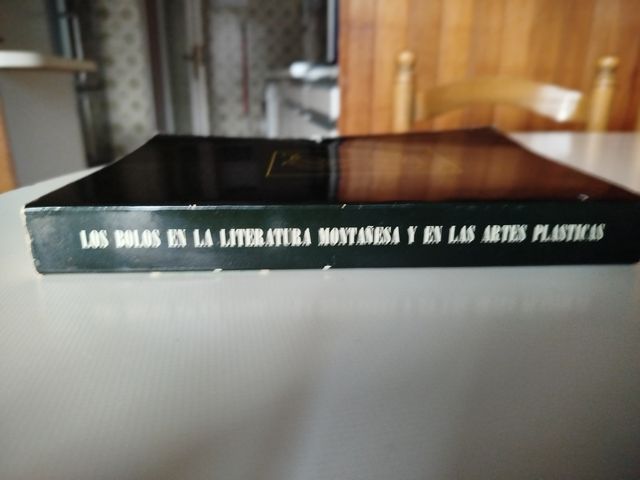 LOS BOLOS EN LA LITERATURA MONTAÑESA Y EN LAS ARTES PLASTICAS